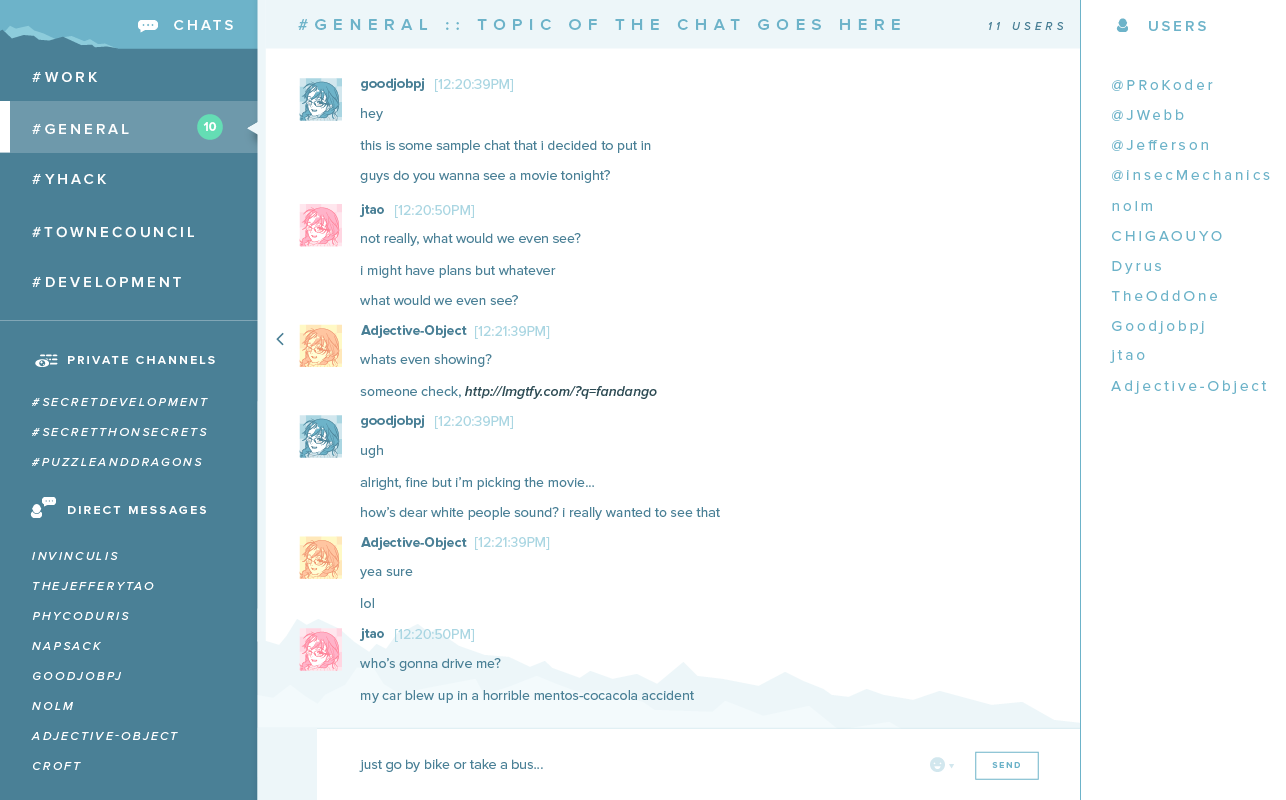 CHATS
#WORK
#GENERAL 10
#YHACK
#TOWNECOUNCIL
#DEVELOPMENT
PRIVATE CHANNELS
#SECRETDEVELOPMENT
#SECRETTHONSECRETS
#PUZZLEANDDRAGONS
DIRECT MESSAGES
INVINCULIS
THEJEFFERYTAO
PHYCODURIS
NAPSACK
GOODJOBPJ
NOLM
ADJECTIVE-OBJECT
CROFT
#GENERAL :: TOPIC OF THE CHAT GOES HERE
11 USERS
goodjobpj [12:20:39PM]
hey
this is some sample chat that i decided to put in
guys do you wanna see a movie tonight?
jtao [12:20:50PM]
not really, what would we even see?
i might have plans but whatever
what would we even see?
Adjective-Object [12:21:39PM]
whats even showing?
someone check, http://lmgtfy.com/?q=fandango
goodjobpj [12:20:39PM]
ugh
alright, fine but i'm picking the movie...
how's dear white people sound? i really wanted to see that
Adjective-Object [12:21:39PM]
yea sure
lol
jtao [12:20:50PM]
who's gonna drive me?
my car blew up in a horrible mentos-cocacola accident
just go by bike or take a bus...
SEND
USERS
@PRoKoder
@JWebb
@Jefferson
@insecMechanics
nolm
CHIGAOUYO
Dyrus
TheOddOne
Goodjobpj
jtao
Adjective-Object